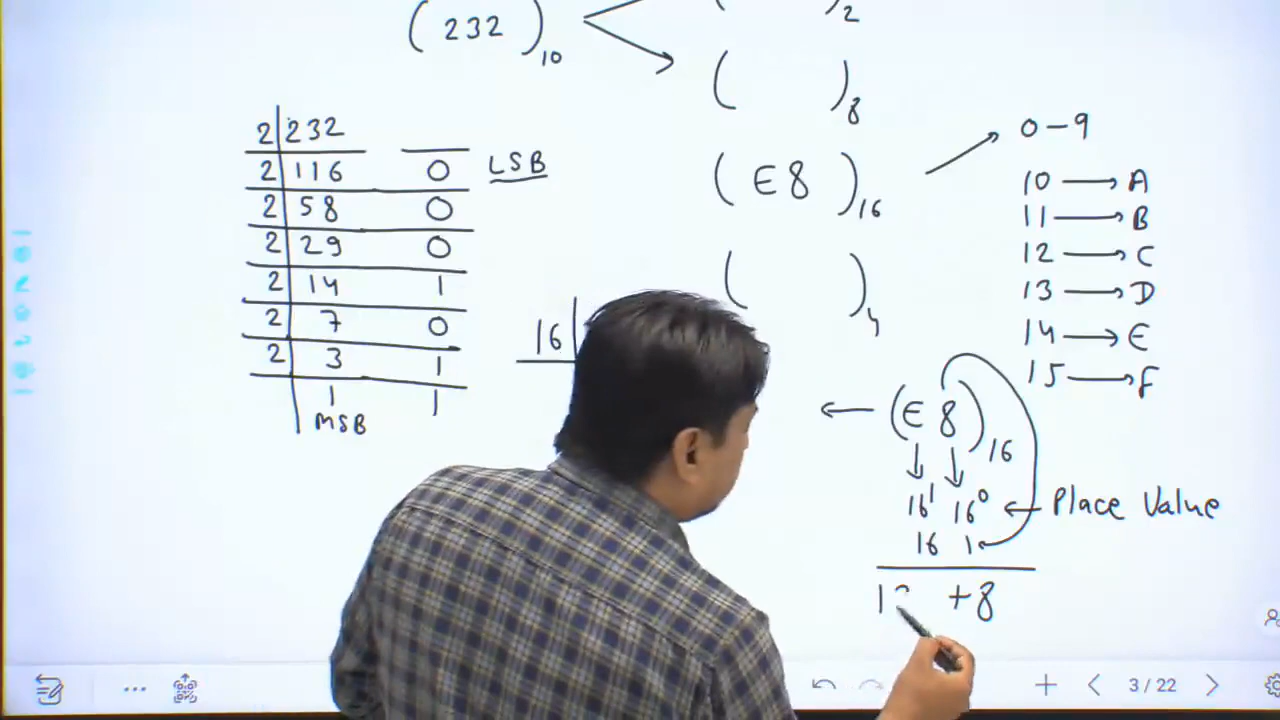 ( 232 )10
( )2
( )8
( E8 )16
( )4
2 232
2 116 0 LSB
2 58 0
2 29 0
2 14 1
2 7 0
2 3 1
1 1
MSB
16
0-9
10 → A
11 → B
12 → C
13 → D
14 → E
15 → F
← (E 8)16
↓ ↓
16¹ 16⁰ ← Place Value
16 1
+8
3 / 22